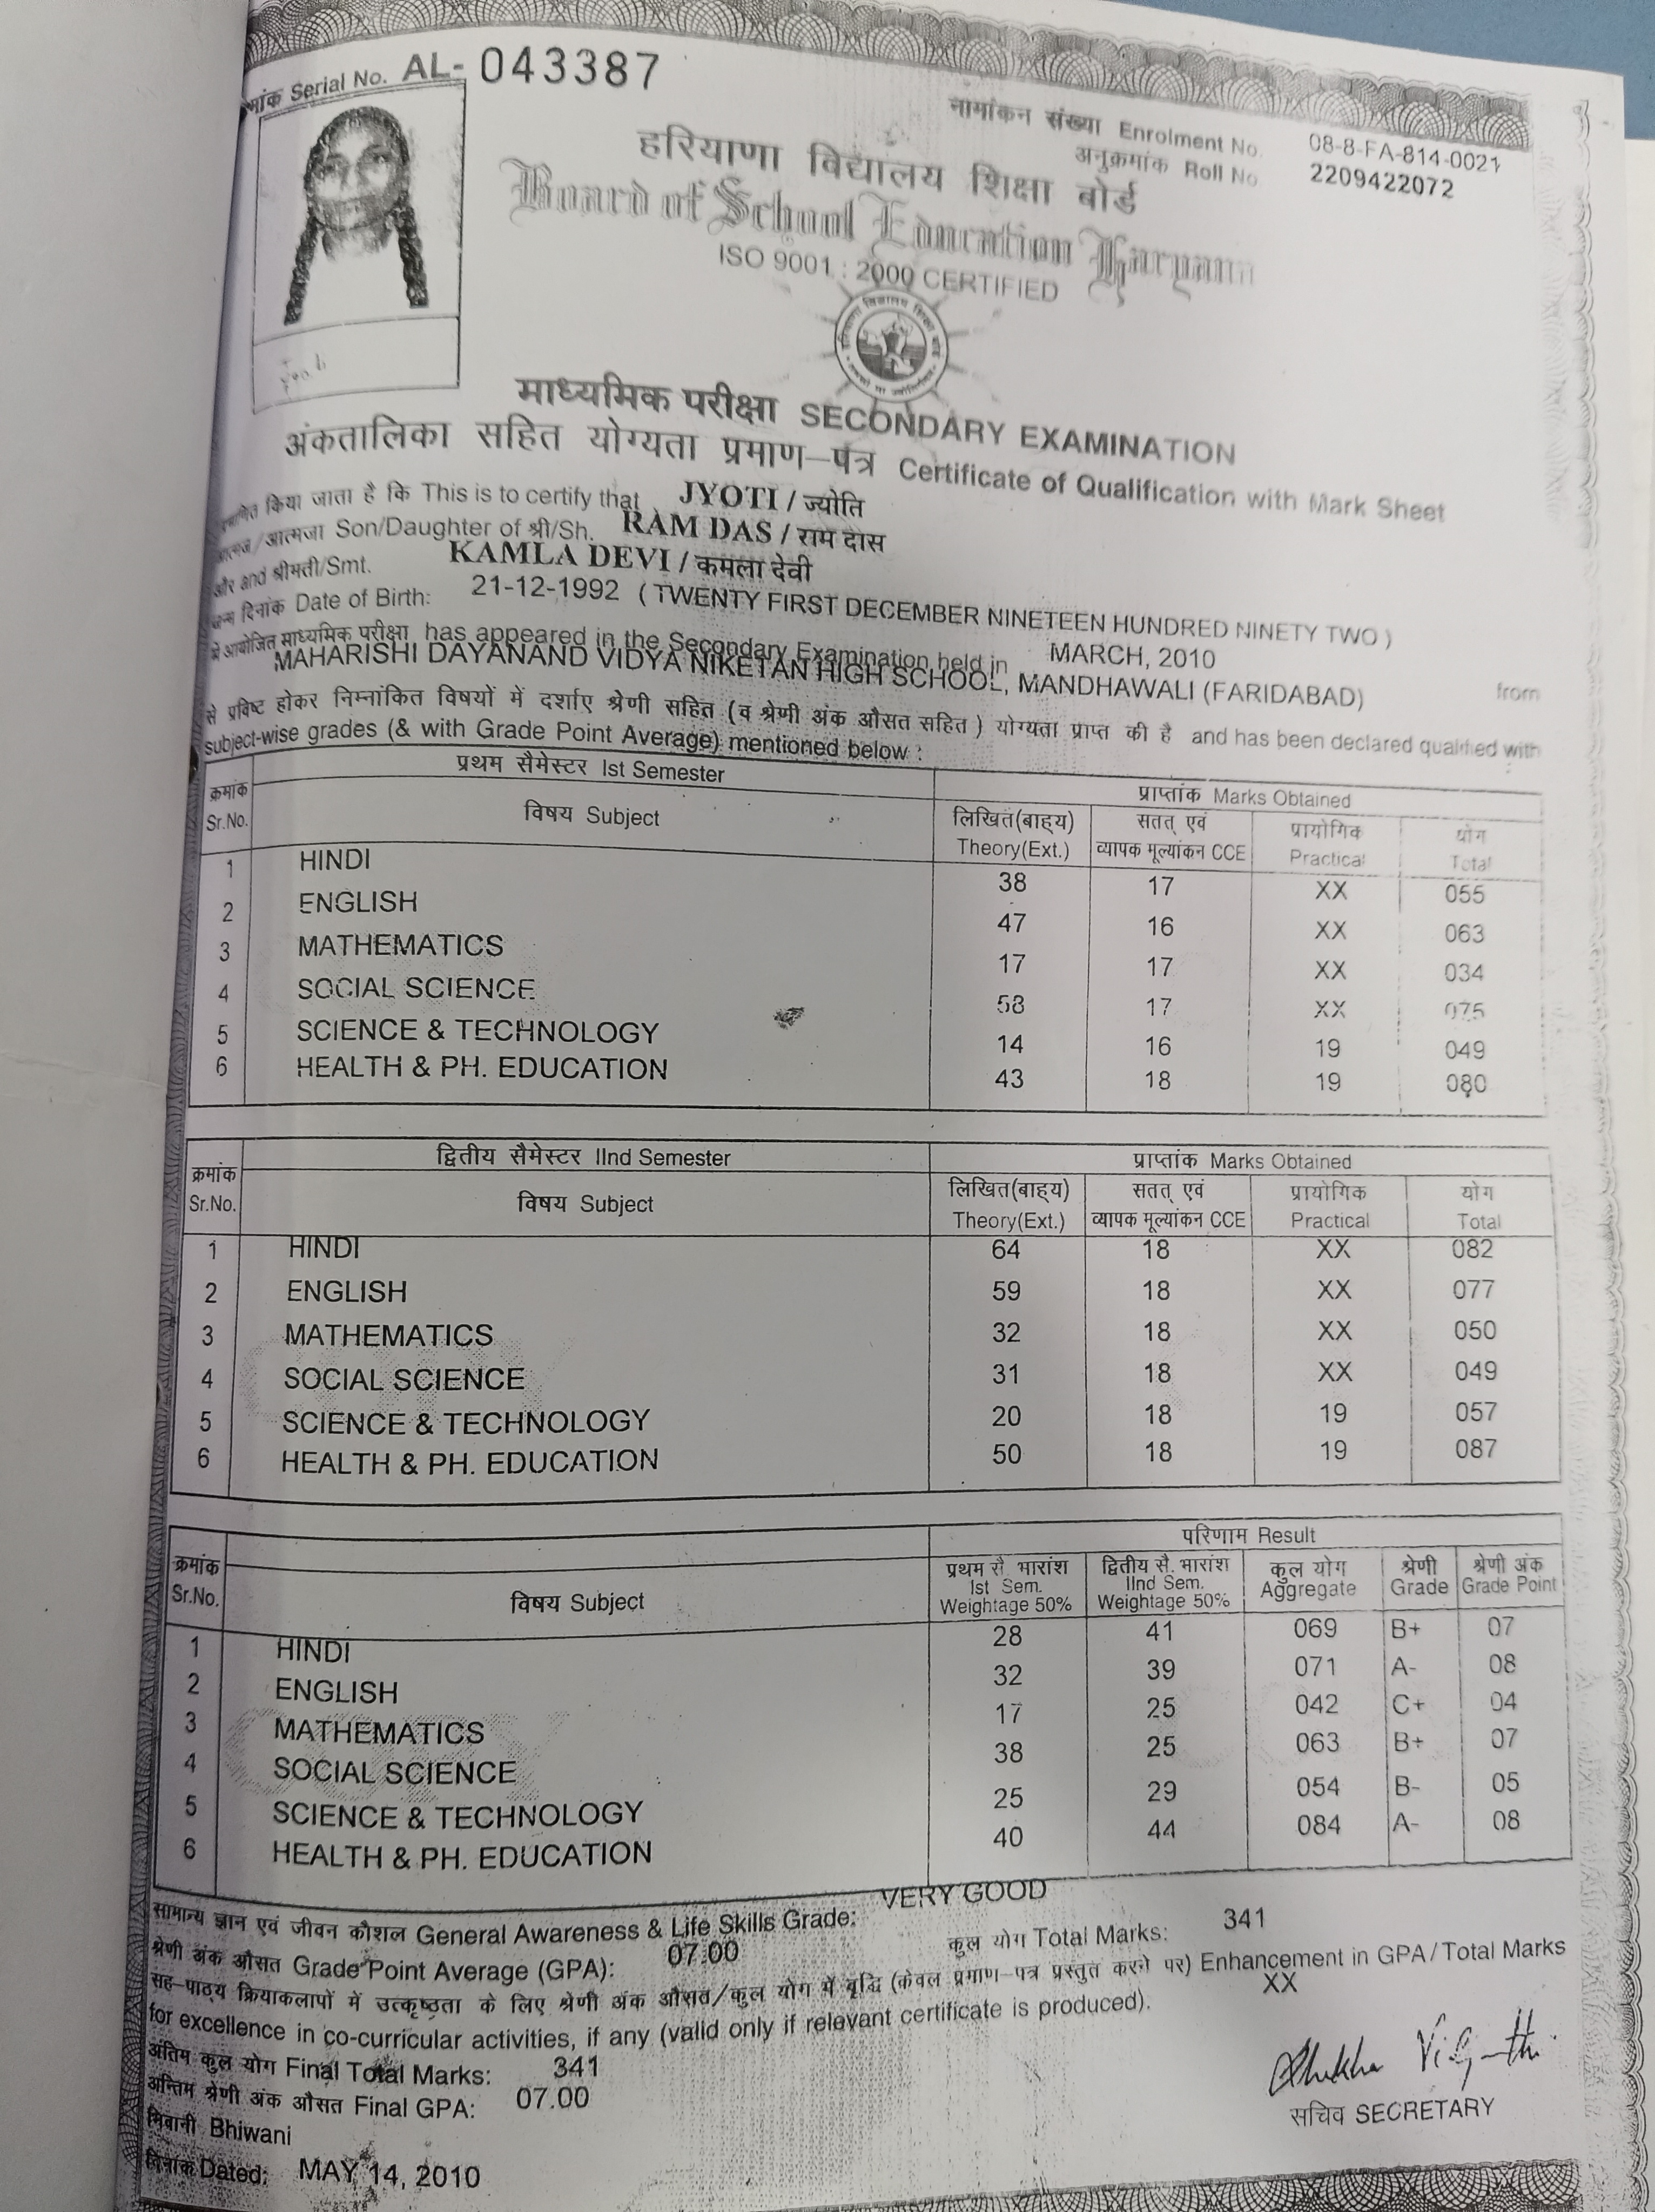 क्रमांक Serial No. AL- 043387
नामांकन संख्या Enrolment No. 08-8-FA-814-0021
अनुक्रमांक Roll No. 2209422072
हरियाणा विद्यालय शिक्षा बोर्ड
Board of School Education Haryana
ISO 9001 : 2000 CERTIFIED
माध्यमिक परीक्षा SECONDARY EXAMINATION
अंकतालिका सहित योग्यता प्रमाण-पत्र Certificate of Qualification with Mark Sheet
प्रमाणित किया जाता है कि This is to certify that JYOTI / ज्योति
आत्मज/आत्मजा Son/Daughter of श्री/Sh. RAM DAS / राम दास
और and श्रीमती/Smt. KAMLA DEVI / कमला देवी
जन्म दिनांक Date of Birth: 21-12-1992 ( TWENTY FIRST DECEMBER NINETEEN HUNDRED NINETY TWO )
में आयोजित माध्यमिक परीक्षा has appeared in the Secondary Examination held in MARCH, 2010
MAHARISHI DAYANAND VIDYA NIKETAN HIGH SCHOOL, MANDHAWALI (FARIDABAD) from
से प्रविष्ट होकर निम्नांकित विषयों में दर्शाए श्रेणी सहित (व श्रेणी अंक औसत सहित ) योग्यता प्राप्त की है and has been declared qualified with
subject-wise grades (& with Grade Point Average) mentioned below :
क्रमांक Sr.No. प्रथम सैमेस्टर Ist Semester प्राप्तांक Marks Obtained
विषय Subject लिखित(बाह्य) Theory(Ext.) सतत् एवं व्यापक मूल्यांकन CCE प्रायोगिक Practical योग Total
1 HINDI 38 17 XX 055
2 ENGLISH 47 16 XX 063
3 MATHEMATICS 17 17 XX 034
4 SOCIAL SCIENCE 58 17 XX 075
5 SCIENCE & TECHNOLOGY 14 16 19 049
6 HEALTH & PH. EDUCATION 43 18 19 080
क्रमांक Sr.No. द्वितीय सैमेस्टर IInd Semester प्राप्तांक Marks Obtained
विषय Subject लिखित(बाह्य) Theory(Ext.) सतत् एवं व्यापक मूल्यांकन CCE प्रायोगिक Practical योग Total
1 HINDI 64 18 XX 082
2 ENGLISH 59 18 XX 077
3 MATHEMATICS 32 18 XX 050
4 SOCIAL SCIENCE 31 18 XX 049
5 SCIENCE & TECHNOLOGY 20 18 19 057
6 HEALTH & PH. EDUCATION 50 18 19 087
परिणाम Result
क्रमांक Sr.No. विषय Subject प्रथम सै. भारांश Ist Sem. Weightage 50% द्वितीय सै. भारांश IInd Sem. Weightage 50% कुल योग Aggregate श्रेणी Grade श्रेणी अंक Grade Point
1 HINDI 28 41 069 B+ 07
2 ENGLISH 32 39 071 A- 08
3 MATHEMATICS 17 25 042 C+ 04
4 SOCIAL SCIENCE 38 25 063 B+ 07
5 SCIENCE & TECHNOLOGY 25 29 054 B- 05
6 HEALTH & PH. EDUCATION 40 44 084 A- 08
सामान्य ज्ञान एवं जीवन कौशल General Awareness & Life Skills Grade: VERY GOOD
श्रेणी अंक औसत Grade Point Average (GPA): 07.00 कुल योग Total Marks: 341
सह-पाठ्य क्रियाकलापों में उत्कृष्ठता के लिए श्रेणी अंक औसत/कुल योग में वृद्धि (केवल प्रमाण-पत्र प्रस्तुत करने पर) Enhancement in GPA/Total Marks
for excellence in co-curricular activities, if any (valid only if relevant certificate is produced). XX
अंतिम कुल योग Final Total Marks: 341
अन्तिम श्रेणी अंक औसत Final GPA: 07.00
भिवानी Bhiwani
सचिव SECRETARY
दिनांक Dated: MAY 14, 2010